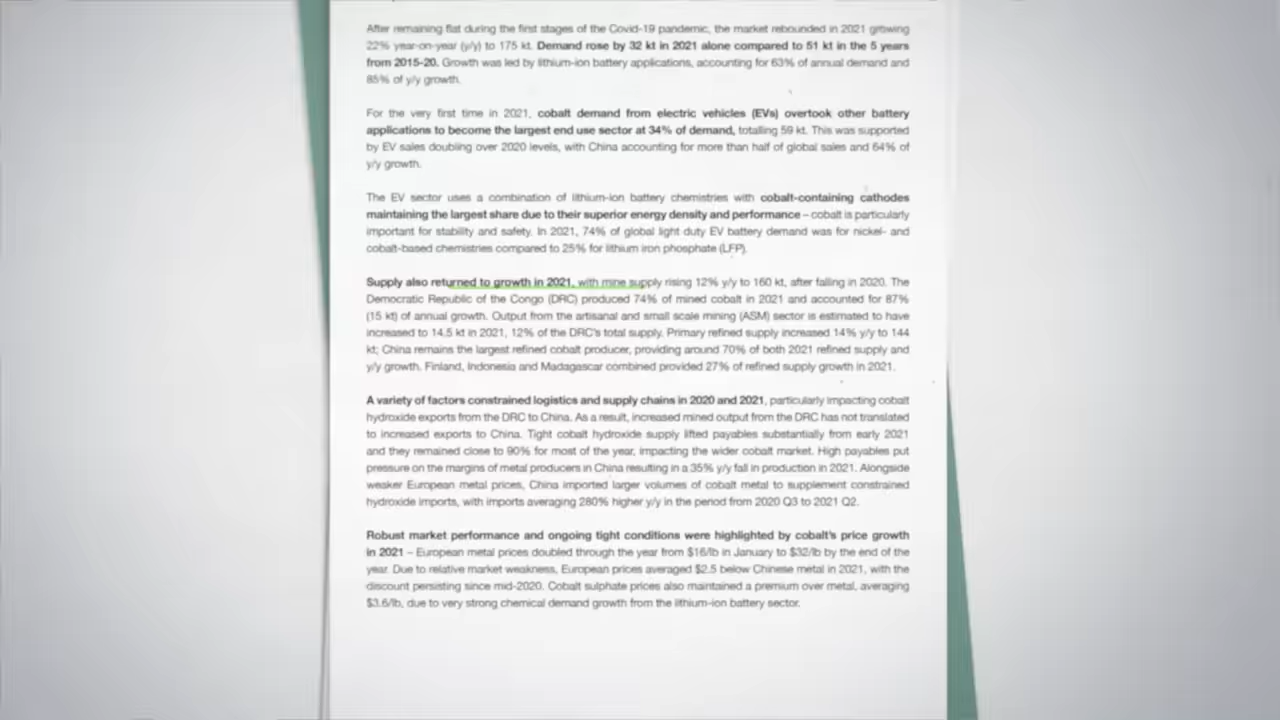 After remaining flat during the first stages of the Covid-19 pandemic, the market rebounded in 2021 growing
22% year-on-year (y/y) to 175 kt. Demand rose by 32 kt in 2021 alone compared to 51 kt in the 5 years
from 2015-20. Growth was led by lithium-ion battery applications, accounting for 63% of annual demand and
85% of y/y growth.
For the very first time in 2021, cobalt demand from electric vehicles (EVs) overtook other battery
applications to become the largest end use sector at 34% of demand, totalling 59 kt. This was supported
by EV sales doubling over 2020 levels, with China accounting for more than half of global sales and 64% of
y/y growth.
The EV sector uses a combination of lithium-ion battery chemistries with cobalt-containing cathodes
maintaining the largest share due to their superior energy density and performance – cobalt is particularly
important for stability and safety. In 2021, 74% of global light duty EV battery demand was for nickel- and
cobalt-based chemistries compared to 25% for lithium iron phosphate (LFP).
Supply also returned to growth in 2021, with mine supply rising 12% y/y to 160 kt, after falling in 2020. The
Democratic Republic of the Congo (DRC) produced 74% of mined cobalt in 2021 and accounted for 87%
(15 kt) of annual growth. Output from the artisanal and small scale mining (ASM) sector is estimated to have
increased to 14.5 kt in 2021, 12% of the DRC's total supply. Primary refined supply increased 14% y/y to 144
kt; China remains the largest refined cobalt producer, providing around 70% of both 2021 refined supply and
y/y growth. Finland, Indonesia and Madagascar combined provided 27% of refined supply growth in 2021.
A variety of factors constrained logistics and supply chains in 2020 and 2021, particularly impacting cobalt
hydroxide exports from the DRC to China. As a result, increased mined output from the DRC has not translated
to increased exports to China. Tight cobalt hydroxide supply lifted payables substantially from early 2021
and they remained close to 90% for most of the year, impacting the wider cobalt market. High payables put
pressure on the margins of metal producers in China resulting in a 35% y/y fall in production in 2021. Alongside
weaker European metal prices, China imported larger volumes of cobalt metal to supplement constrained
hydroxide imports, with imports averaging 280% higher y/y in the period from 2020 Q3 to 2021 Q2.
Robust market performance and ongoing tight conditions were highlighted by cobalt's price growth
in 2021 – European metal prices doubled through the year from $16/lb in January to $32/lb by the end of the
year. Due to relative market weakness, European prices averaged $2.5 below Chinese metal in 2021, with the
discount persisting since mid-2020. Cobalt sulphate prices also maintained a premium over metal, averaging
$3.6/lb, due to very strong chemical demand growth from the lithium-ion battery sector.